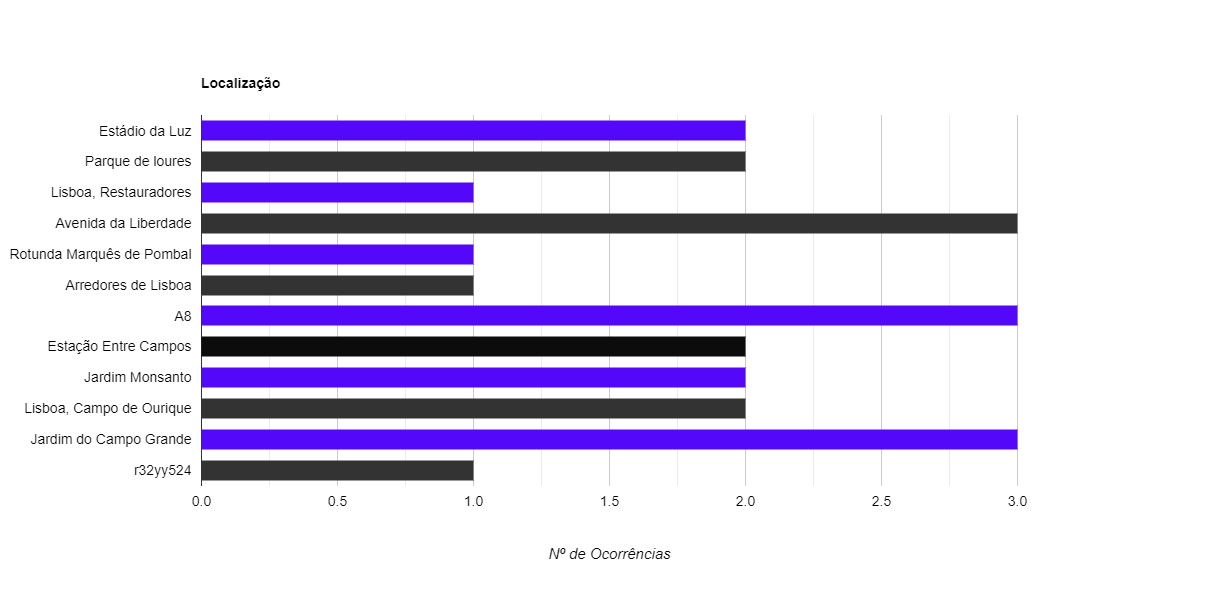 Localização
Estádio da Luz
Parque de loures
Lisboa, Restauradores
Avenida da Liberdade
Rotunda Marquês de Pombal
Arredores de Lisboa
A8
Estação Entre Campos
Jardim Monsanto
Lisboa, Campo de Ourique
Jardim do Campo Grande
r32yy524
0.0 0.5 1.0 1.5 2.0 2.5 3.0
Nº de Ocorrências